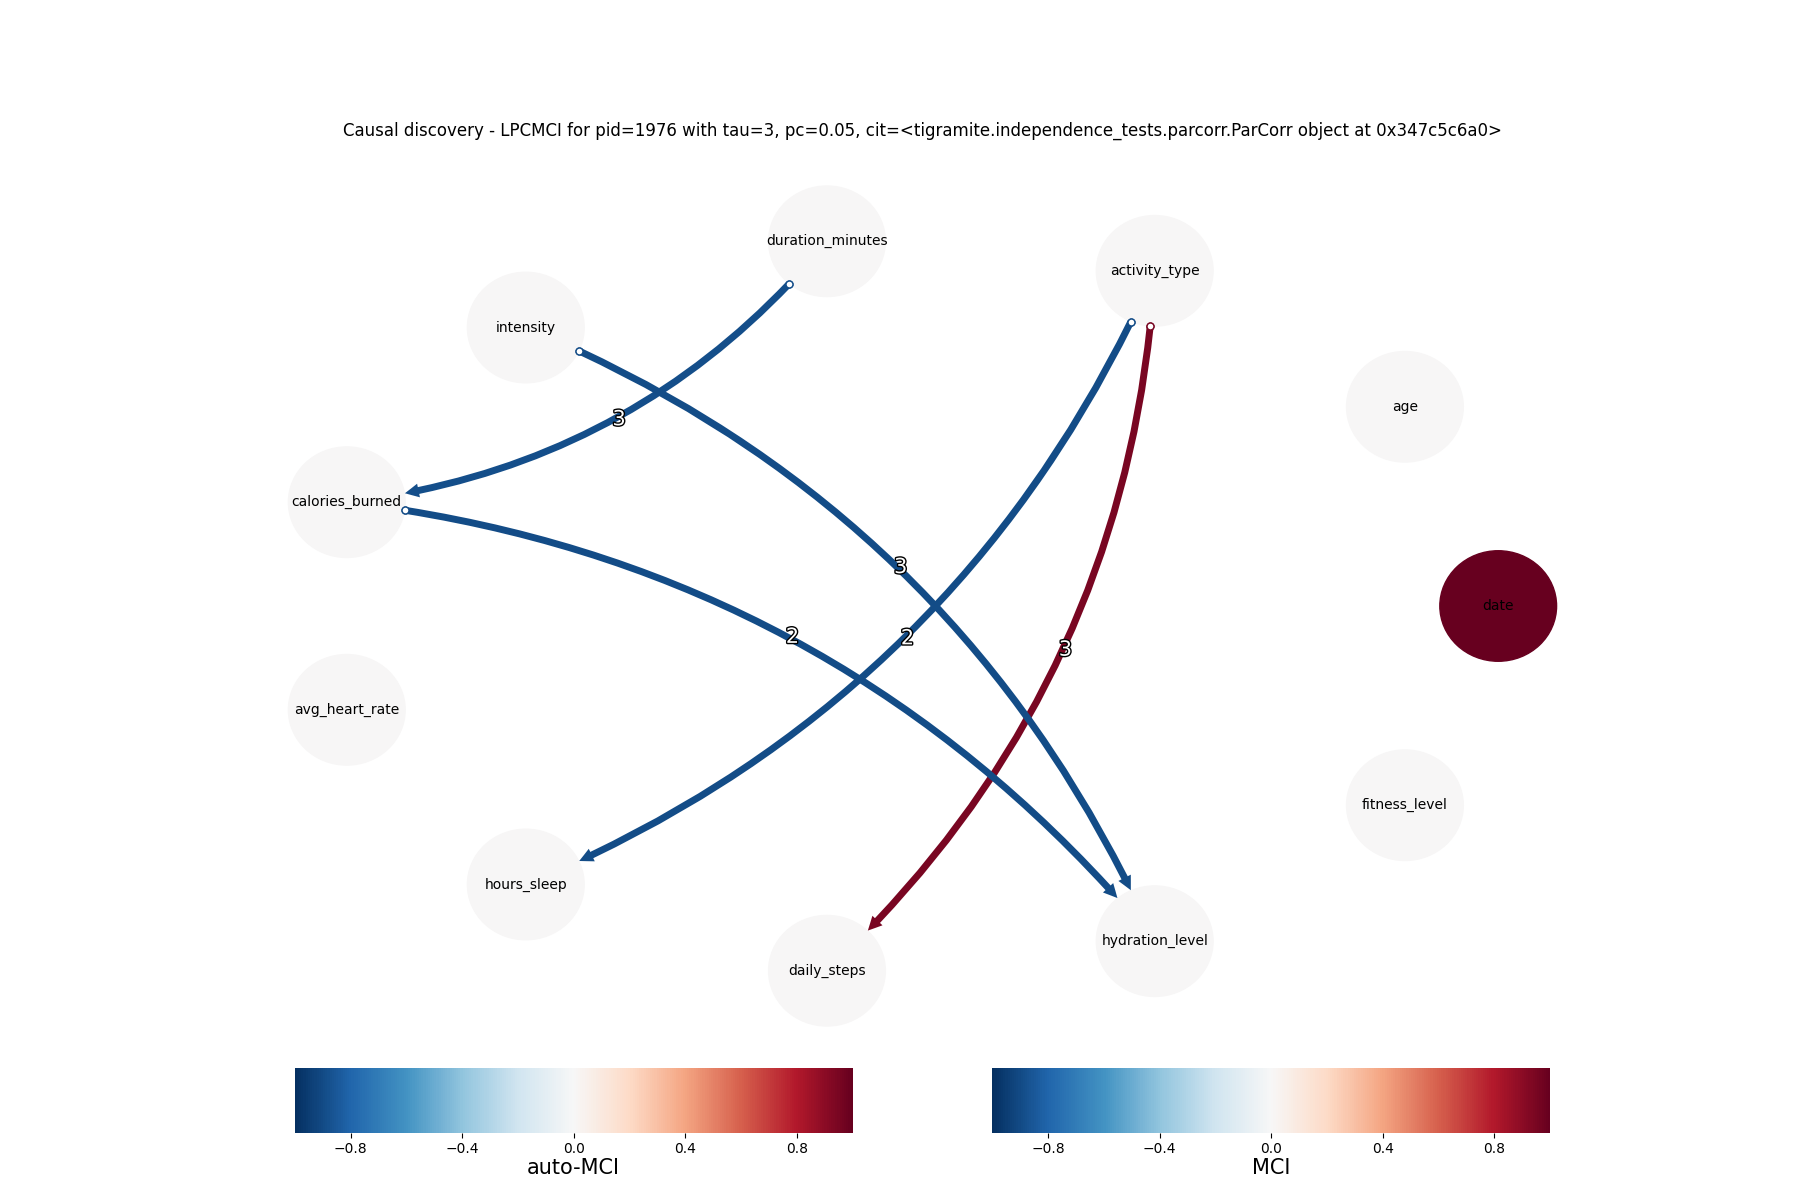 Causal discovery - LPCMCI for pid=1976 with tau=3, pc=0.05, cit=<tigramite.independence_tests.parcorr.ParCorr object at 0x347c5c6a0>
duration_minutes
activity_type
intensity
age
3
calories_burned
3
date
2
2
3
avg_heart_rate
fitness_level
hours_sleep
hydration_level
daily_steps
−0.8 −0.4 0.0 0.4 0.8
auto-MCI
−0.8 −0.4 0.0 0.4 0.8
MCI